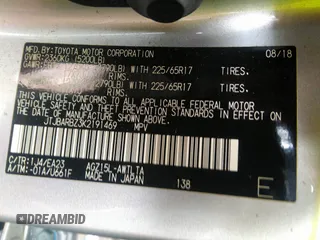 MFD. BY: TOYOTA MOTOR CORPORATION 08/18
GVWR: 2360KG (5200LB)
WITH 225/65R17 TIRES,
RIMS,
WITH 225/65R17 TIRES,
RIMS,
THIS VEHICLE CONFORMS TO ALL APPLICABLE
FEDERAL MOTOR VEHICLE SAFETY AND
THEFT PREVENTION STANDARDS IN EFFECT ON
THE DATE OF MANUFACTURE SHOWN ABOVE.
JTJBARBZ3K2191469 MPV
C/TR: 1J4/EA23 AGZ15L-AWTLTA
A/TM: -01A/U661F MADE IN JAPAN 138 E
DRIVE IN AUTOBIDMASTER